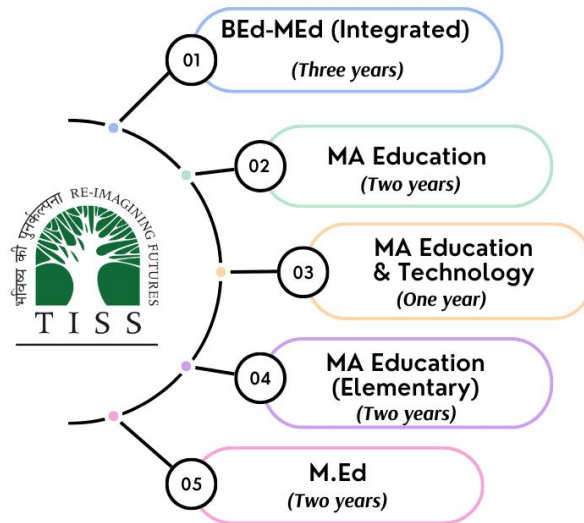 01
BEd-MEd (Integrated)
(Three years)
02
MA Education
(Two years)
भविष्य की पुनर्कल्पना RE-IMAGINING FUTURES
TISS
03
MA Education
& Technology
(One year)
04
MA Education
(Elementary)
(Two years)
05
M.Ed
(Two years)